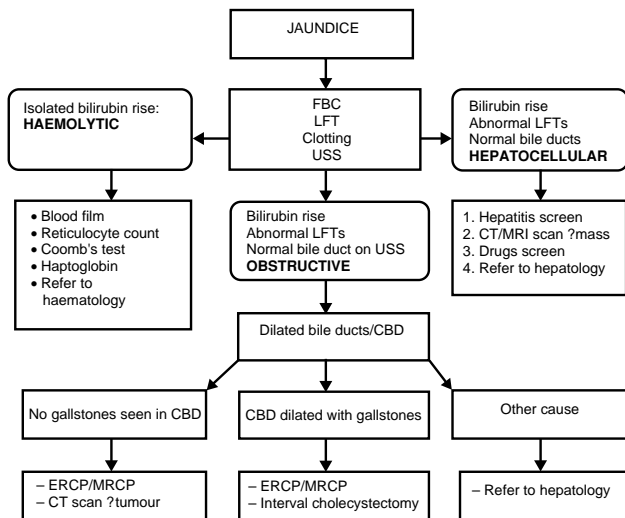 JAUNDICE
FBC
LFT
Clotting
USS
Isolated bilirubin rise:
HAEMOLYTIC
Bilirubin rise
Abnormal LFTs
Normal bile ducts
HEPATOCELLULAR
• Blood film
• Reticulocyte count
• Coomb's test
• Haptoglobin
• Refer to
haematology
Bilirubin rise
Abnormal LFTs
Normal bile duct on USS
OBSTRUCTIVE
1. Hepatitis screen
2. CT/MRI scan ?mass
3. Drugs screen
4. Refer to hepatology
Dilated bile ducts/CBD
No gallstones seen in CBD
CBD dilated with gallstones
Other cause
– ERCP/MRCP
– CT scan ?tumour
– ERCP/MRCP
– Interval cholecystectomy
– Refer to hepatology